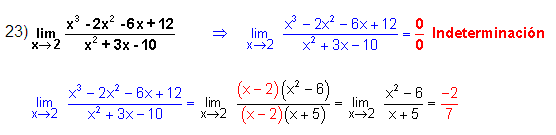 23) lim x→2 (x³ - 2x² - 6x + 12)/(x² + 3x - 10) ⇒ lim x→2 (x³ − 2x² − 6x + 12)/(x² + 3x − 10) = 0/0 Indeterminación
lim x→2 (x³ − 2x² − 6x + 12)/(x² + 3x − 10) = lim x→2 ((x − 2)(x² − 6))/((x − 2)(x + 5)) = lim x→2 (x² − 6)/(x + 5) = −2/7